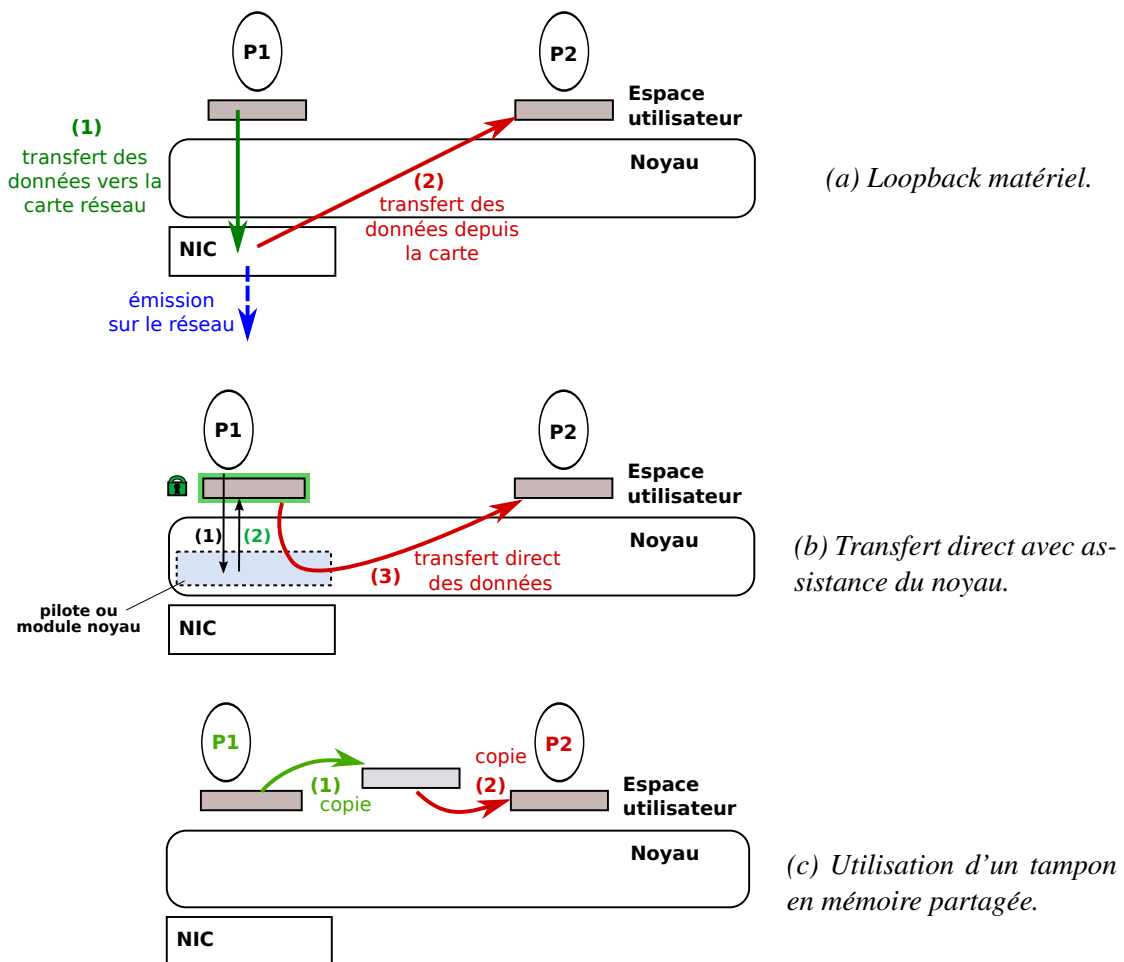 P1
P2
Espace
utilisateur
(1)
transfert des
données vers la
carte réseau
Noyau
(2)
transfert des
données depuis
la carte
NIC
émission
sur le réseau
(a) Loopback matériel.
P1
P2
Espace
utilisateur
(1)
(2)
Noyau
(3)
transfert direct
des données
pilote ou
module noyau
NIC
(b) Transfert direct avec as-
sistance du noyau.
P1
P2
copie
(1)
copie
(2)
Espace
utilisateur
Noyau
NIC
(c) Utilisation d'un tampon
en mémoire partagée.